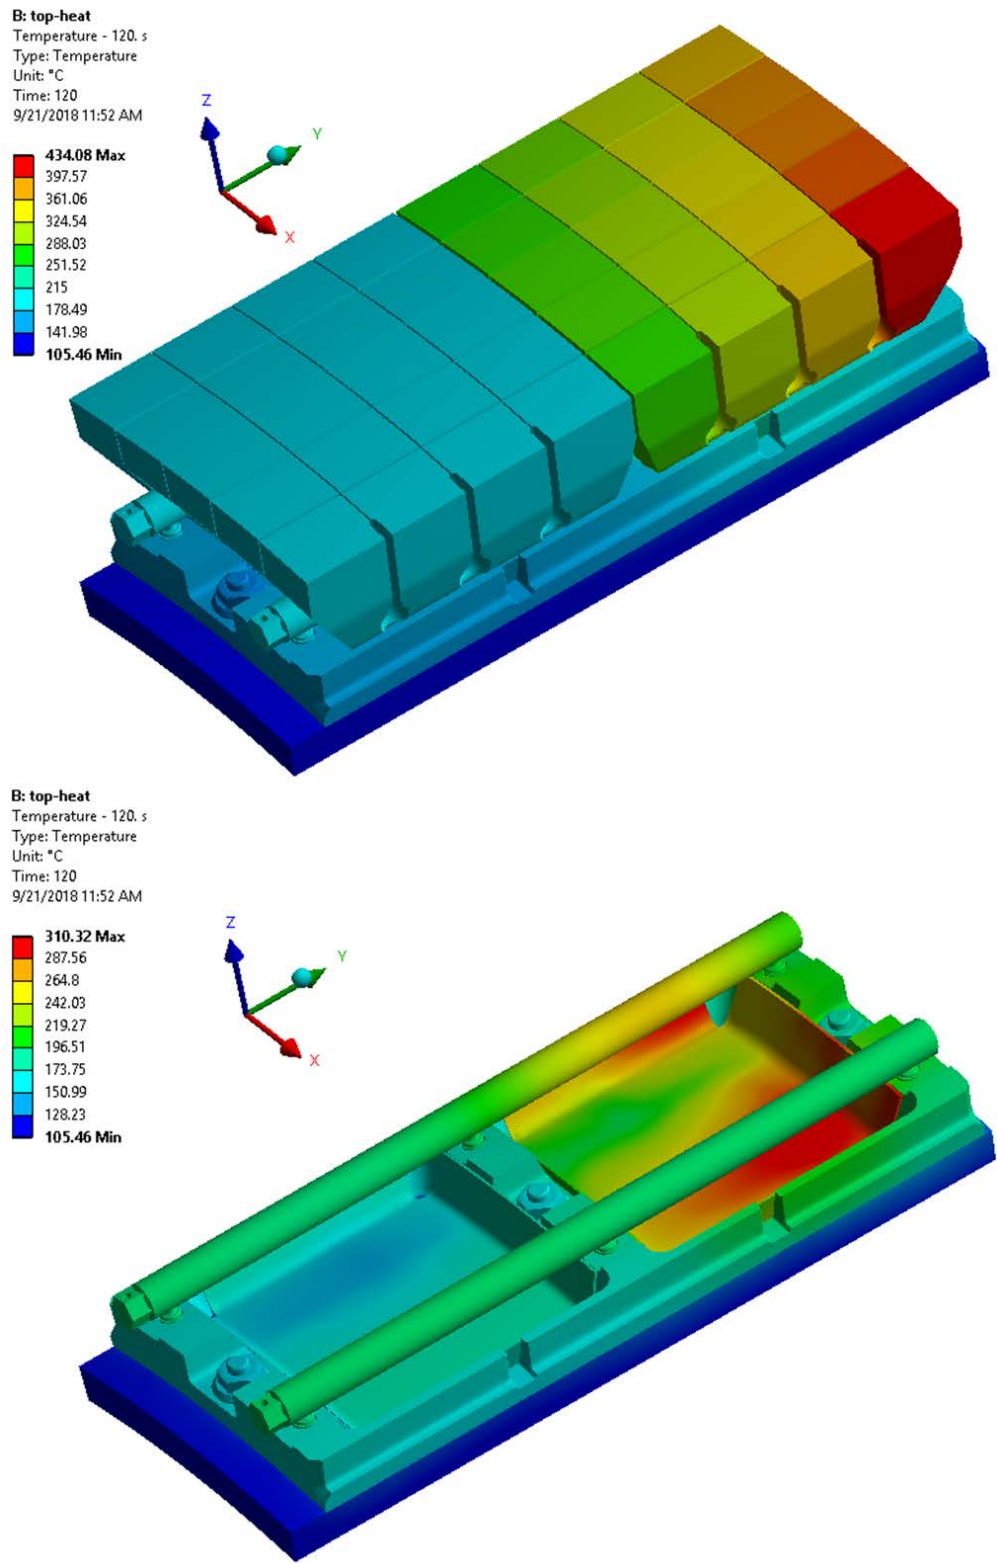 B: top-heat
Temperature - 120. s
Type: Temperature
Unit: °C
Time: 120
9/21/2018 11:52 AM
Z
Y
X
434.08 Max
397.57
361.06
324.54
288.03
251.52
215
178.49
141.98
105.46 Min
B: top-heat
Temperature - 120. s
Type: Temperature
Unit: °C
Time: 120
9/21/2018 11:52 AM
Z
Y
X
310.32 Max
287.56
264.8
242.03
219.27
196.51
173.75
150.99
128.23
105.46 Min